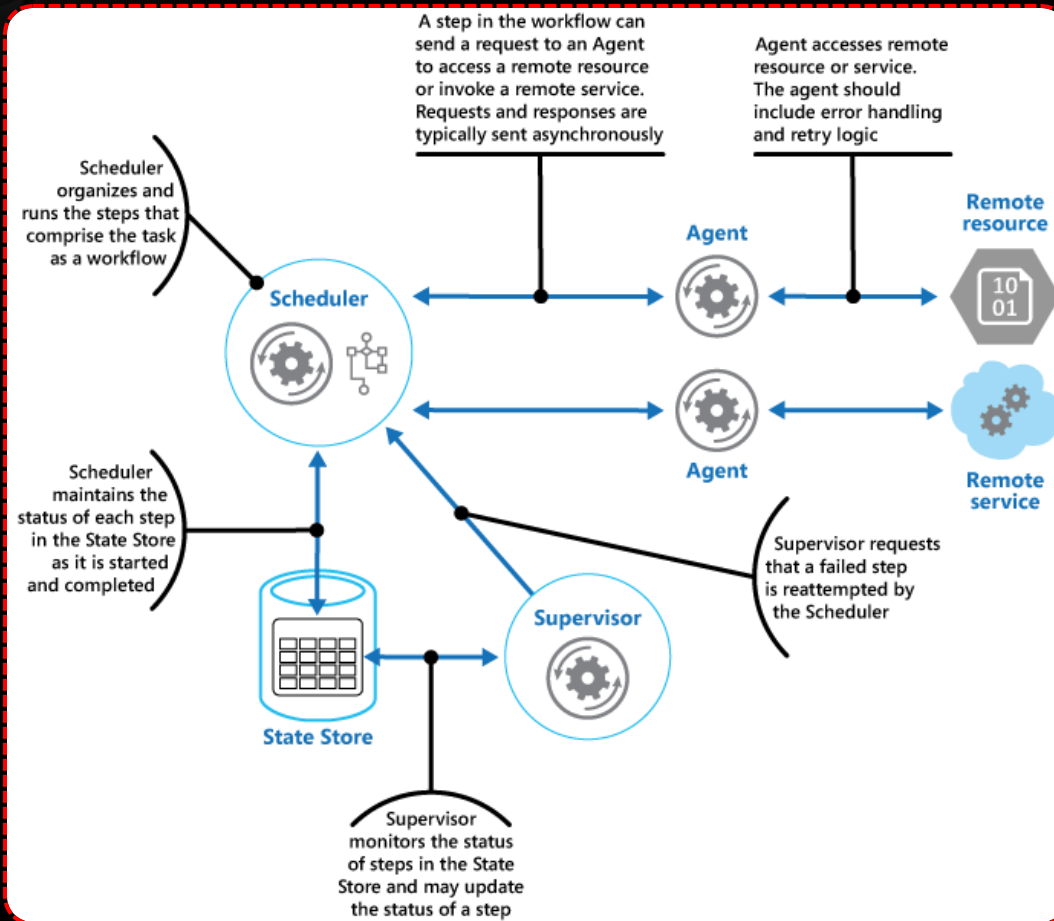 A step in the workflow can
send a request to an Agent
to access a remote resource
or invoke a remote service.
Requests and responses are
typically sent asynchronously
Agent accesses remote
resource or service.
The agent should
include error handling
and retry logic
Scheduler
organizes and
runs the steps that
comprise the task
as a workflow
Remote
resource
Agent
Scheduler
10
01
Agent
Remote
service
Scheduler
maintains the
status of each step
in the State Store
as it is started
and completed
Supervisor requests
that a failed step
is reattempted by
the Scheduler
Supervisor
State Store
Supervisor
monitors the status
of steps in the State
Store and may update
the status of a step